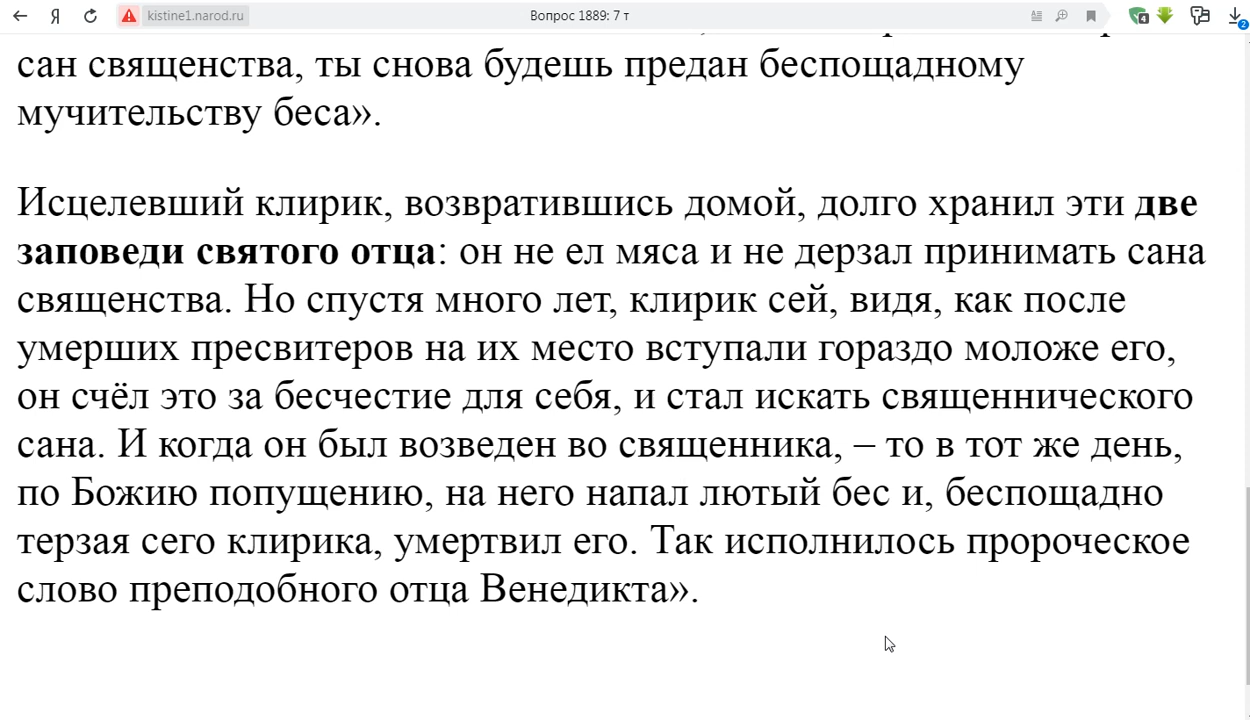 Я
kistine1.narod.ru
Вопрос 1889: 7 т
4
2
сан священства, ты снова будешь предан беспощадному
мучительству беса».
Исцелевший клирик, возвратившись домой, долго хранил эти две
заповеди святого отца: он не ел мяса и не дерзал принимать сана
священства. Но спустя много лет, клирик сей, видя, как после
умерших пресвитеров на их место вступали гораздо моложе его,
он счёл это за бесчестие для себя, и стал искать священнического
сана. И когда он был возведен во священника, – то в тот же день,
по Божию попущению, на него напал лютый бес и, беспощадно
терзая сего клирика, умертвил его. Так исполнилось пророческое
слово преподобного отца Венедикта».